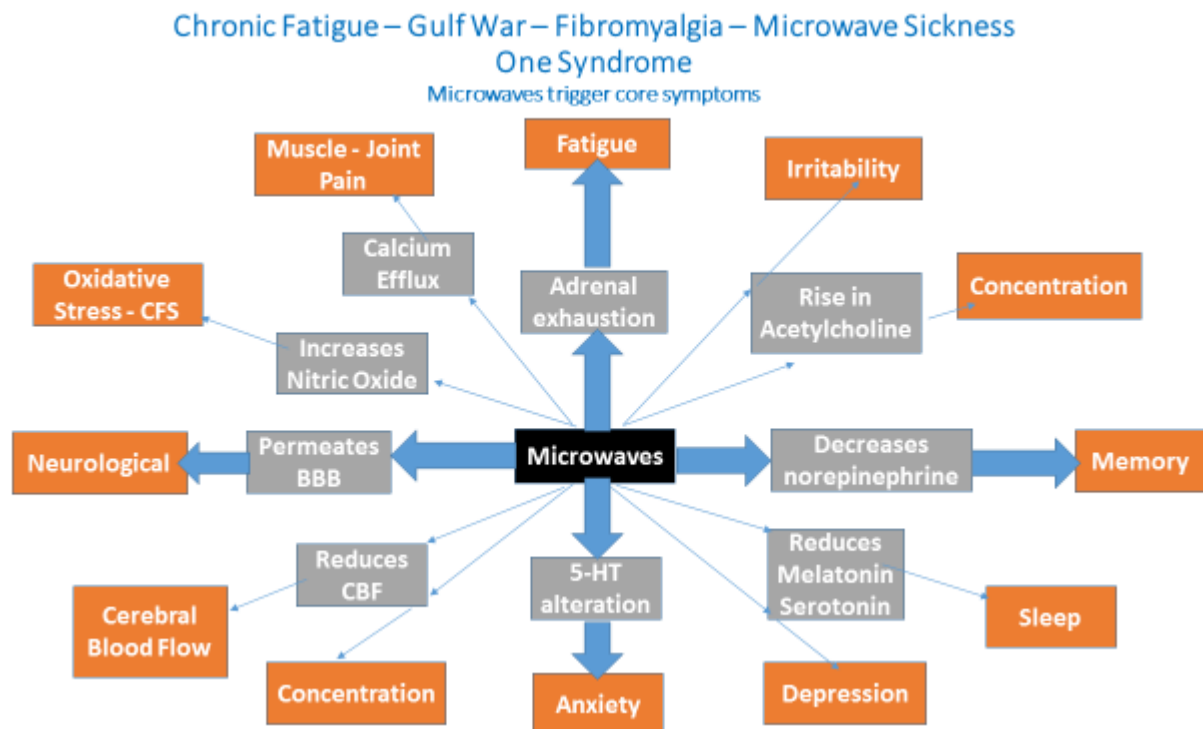 Chronic Fatigue – Gulf War – Fibromyalgia – Microwave Sickness
One Syndrome
Microwaves trigger core symptoms
Muscle - Joint
Pain
Fatigue
Irritability
Calcium
Efflux
Oxidative
Stress - CFS
Adrenal
exhaustion
Rise in
Acetylcholine
Concentration
Increases
Nitric Oxide
Neurological
Permeates
BBB
Microwaves
Decreases
norepinephrine
Memory
Reduces
CBF
5-HT
alteration
Reduces
Melatonin
Serotonin
Cerebral
Blood Flow
Sleep
Concentration
Anxiety
Depression